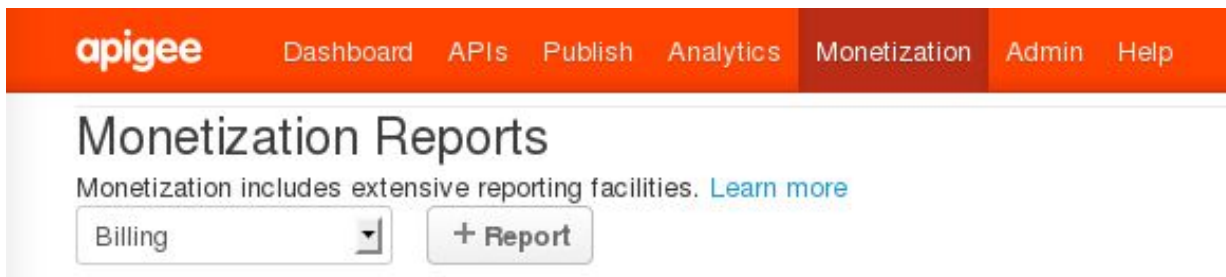 apigee Dashboard APIs Publish Analytics Monetization Admin Help
Monetization Reports
Monetization includes extensive reporting facilities. Learn more
Billing + Report